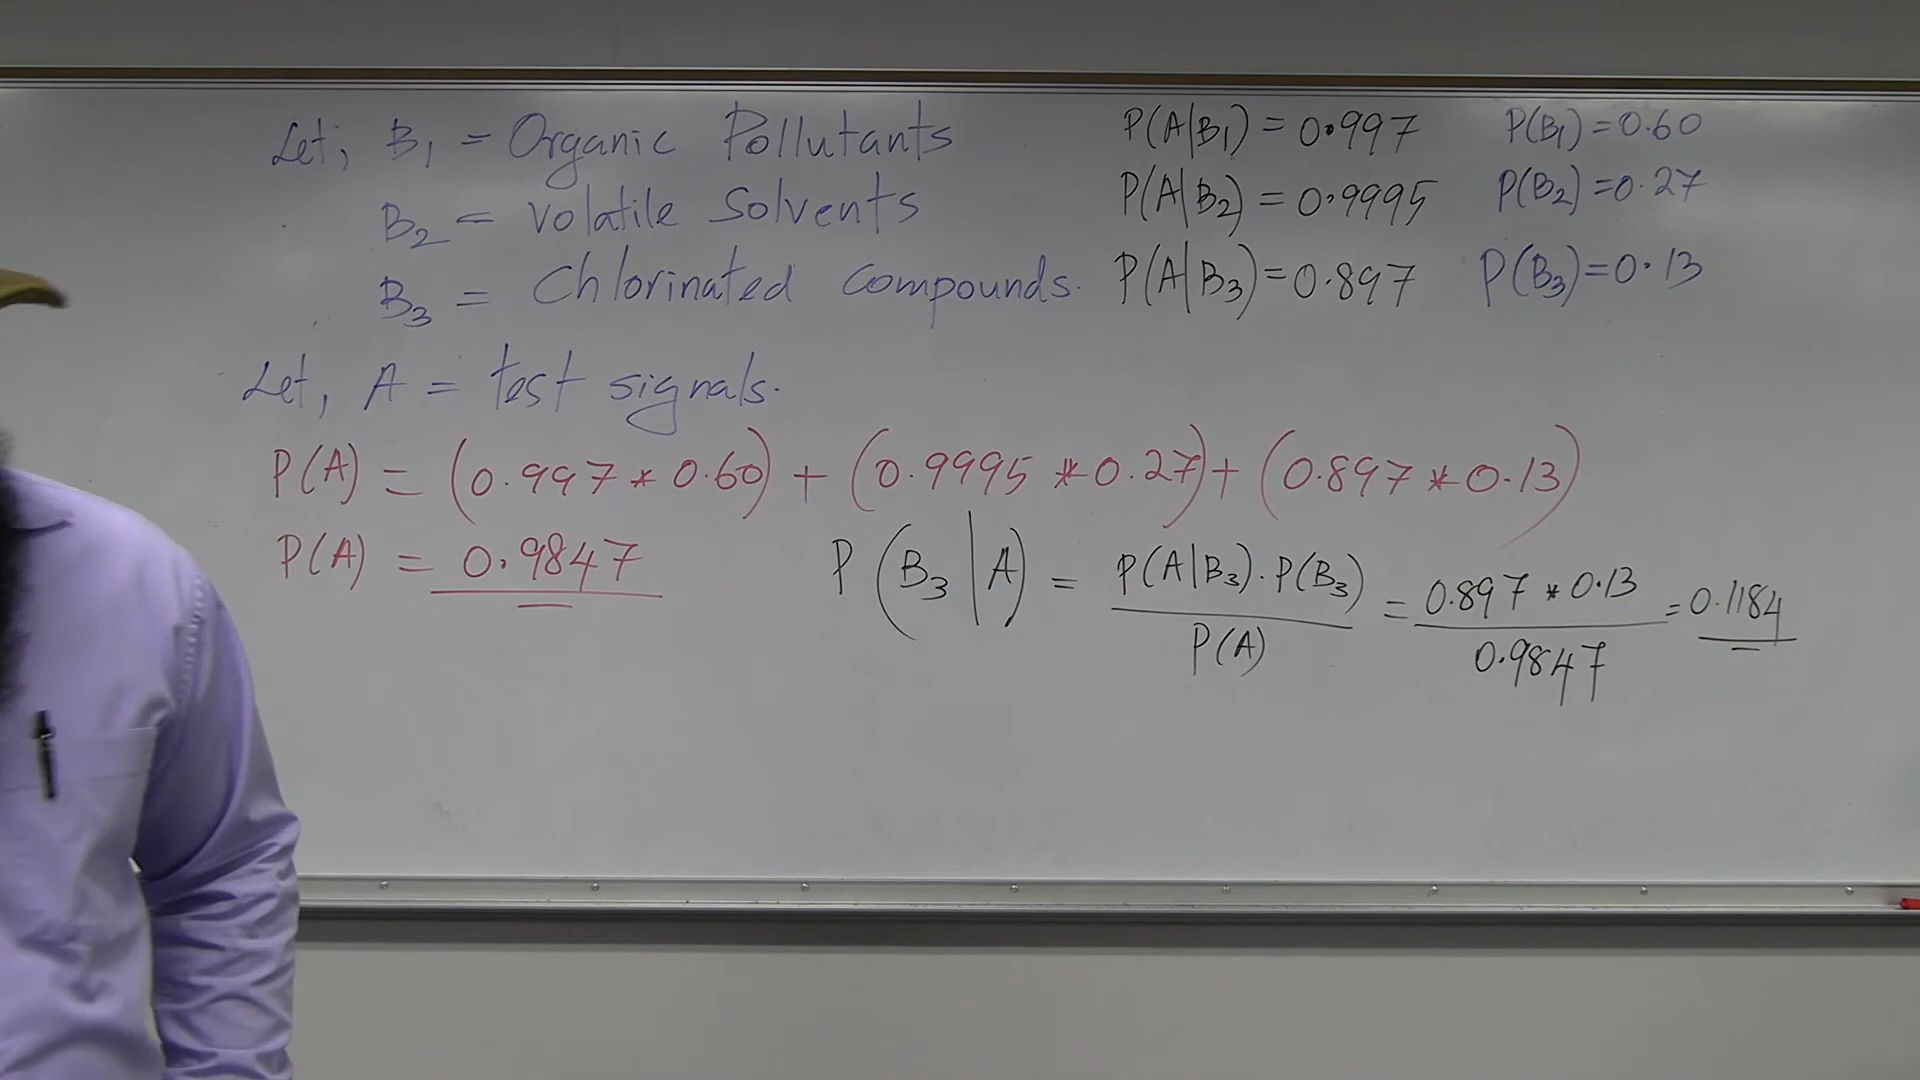 Let; B₁ = Organic Pollutants P(A|B₁) = 0.997 P(B₁) = 0.60
B₂ = Volatile Solvents P(A|B₂) = 0.9995 P(B₂) = 0.27
B₃ = Chlorinated Compounds. P(A|B₃) = 0.897 P(B₃) = 0.13
Let, A = test signals.
P(A) = (0.997 * 0.60) + (0.9995 * 0.27) + (0.897 * 0.13)
P(A) = 0.9847
P(B₃|A) = P(A|B₃).P(B₃) / P(A) = 0.897 * 0.13 / 0.9847 = 0.1184